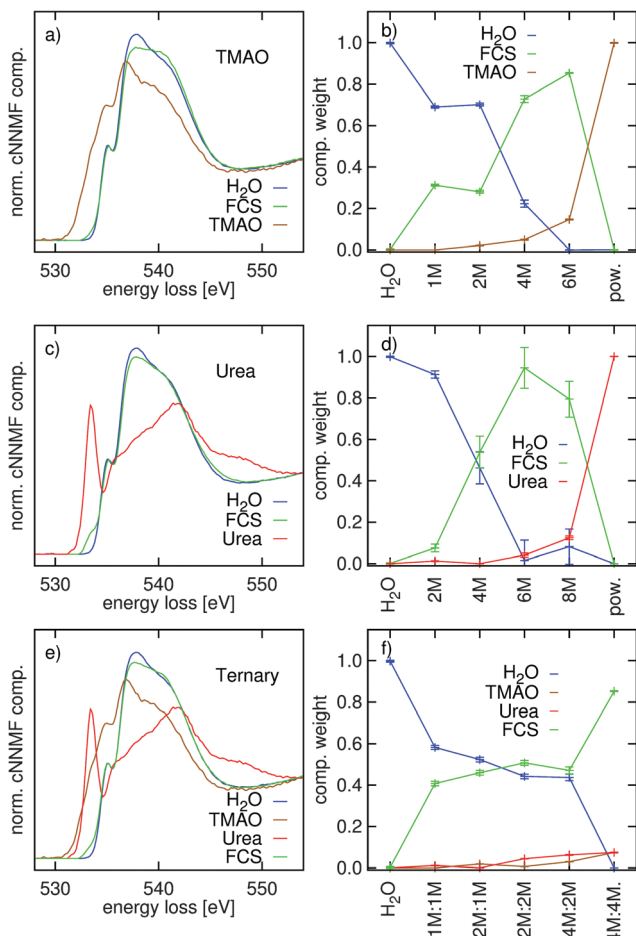 a)
TMAO
norm. cNNMF comp.
H₂O
FCS
TMAO
530
540
550
energy loss [eV]
b)
H₂O
FCS
TMAO
comp. weight
1.0
0.8
0.6
0.4
0.2
0.0
H₂O
1M
2M
4M
6M
pow.
c)
Urea
norm. cNNMF comp.
H₂O
FCS
Urea
530
540
550
energy loss [eV]
d)
H₂O
FCS
Urea
comp. weight
1.0
0.8
0.6
0.4
0.2
0.0
H₂O
2M
4M
6M
8M
pow.
e)
Ternary
norm. cNNMF comp.
H₂O
TMAO
Urea
FCS
530
540
550
energy loss [eV]
f)
H₂O
TMAO
Urea
FCS
comp. weight
1.0
0.8
0.6
0.4
0.2
0.0
H₂O
1M:1M
2M:1M
2M:2M
4M:2M
4M:4M.